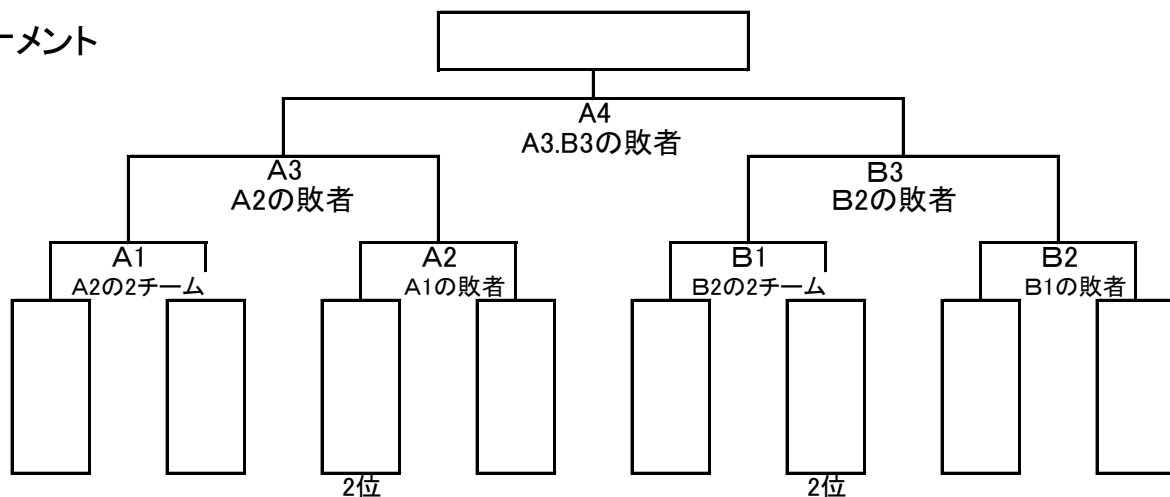 ーメント
A4
A3.B3の敗者
A3
A2の敗者
B3
B2の敗者
A1
A2の2チーム
A2
A1の敗者
B1
B2の2チーム
B2
B1の敗者
2位
2位